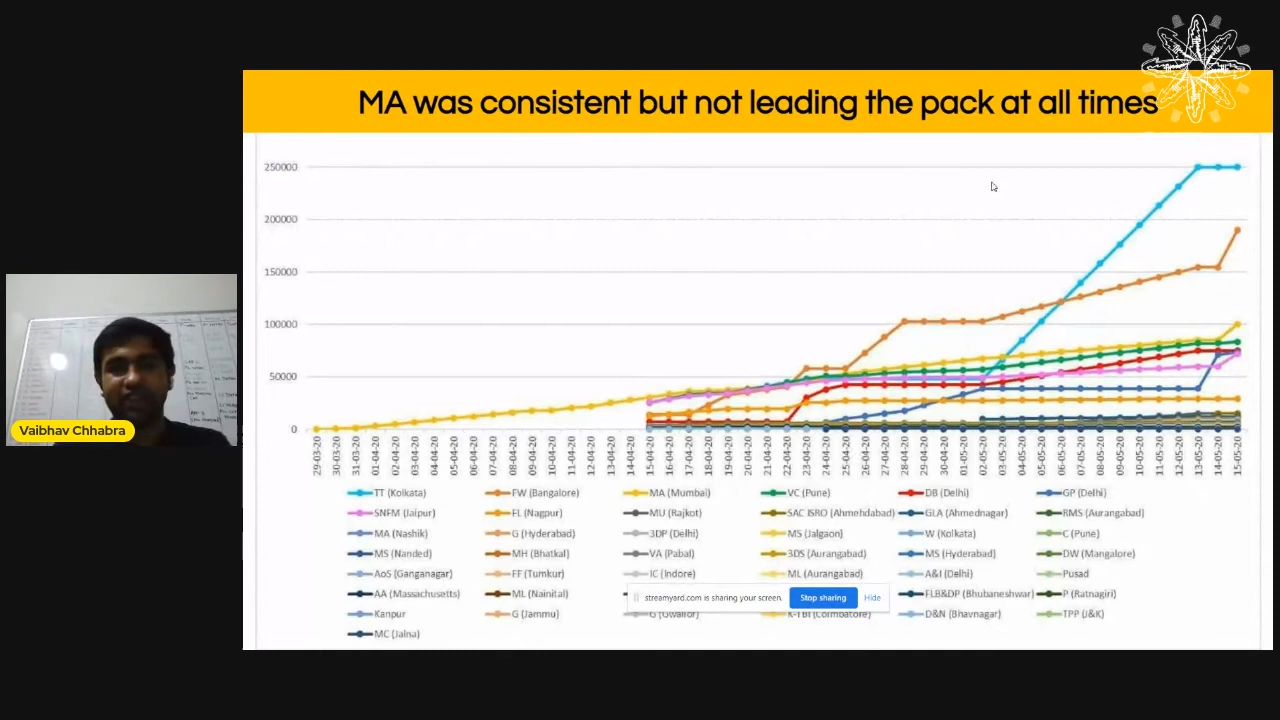 MA was consistent but not leading the pack at all times
250000
200000
150000
100000
50000
0
29-03-20 30-03-20 31-03-20 01-04-20 02-04-20 03-04-20 04-04-20 05-04-20 06-04-20 07-04-20 08-04-20 09-04-20 10-04-20 11-04-20 12-04-20 13-04-20 14-04-20 15-04-20 16-04-20 17-04-20 18-04-20 19-04-20 20-04-20 21-04-20 22-04-20 23-04-20 24-04-20 25-04-20 26-04-20 27-04-20 28-04-20 29-04-20 30-04-20 01-05-20 02-05-20 03-05-20 04-05-20 05-05-20 06-05-20 07-05-20 08-05-20 09-05-20 10-05-20 11-05-20 12-05-20 13-05-20 14-05-20 15-05-20
TT (Kolkata) FW (Bangalore) MA (Mumbai) VC (Pune) DB (Delhi) GP (Delhi)
SNFM (Jaipur) FL (Nagpur) MU (Rajkot) SAC ISRO (Ahmehdabad) GLA (Ahmednagar) RMS (Aurangabad)
MA (Nashik) G (Hyderabad) 3DP (Delhi) MS (Jalgaon) W (Kolkata) C (Pune)
MS (Nanded) MH (Bhatkal) VA (Pabal) 3DS (Aurangabad) MS (Hyderabad) DW (Mangalore)
AoS (Ganganagar) FF (Tumkur) IC (Indore) ML (Aurangabad) A&I (Delhi) Pusad
AA (Massachusetts) ML (Nainital) FLB&DP (Bhubaneshwar) P (Ratnagiri)
Kanpur G (Jammu) G (Gwalior) K-TBI (Coimbatore) D&N (Bhavnagar) TPP (J&K)
MC (Jalna)
streamyard.com is sharing your screen. Stop sharing Hide
Vaibhav Chhabra